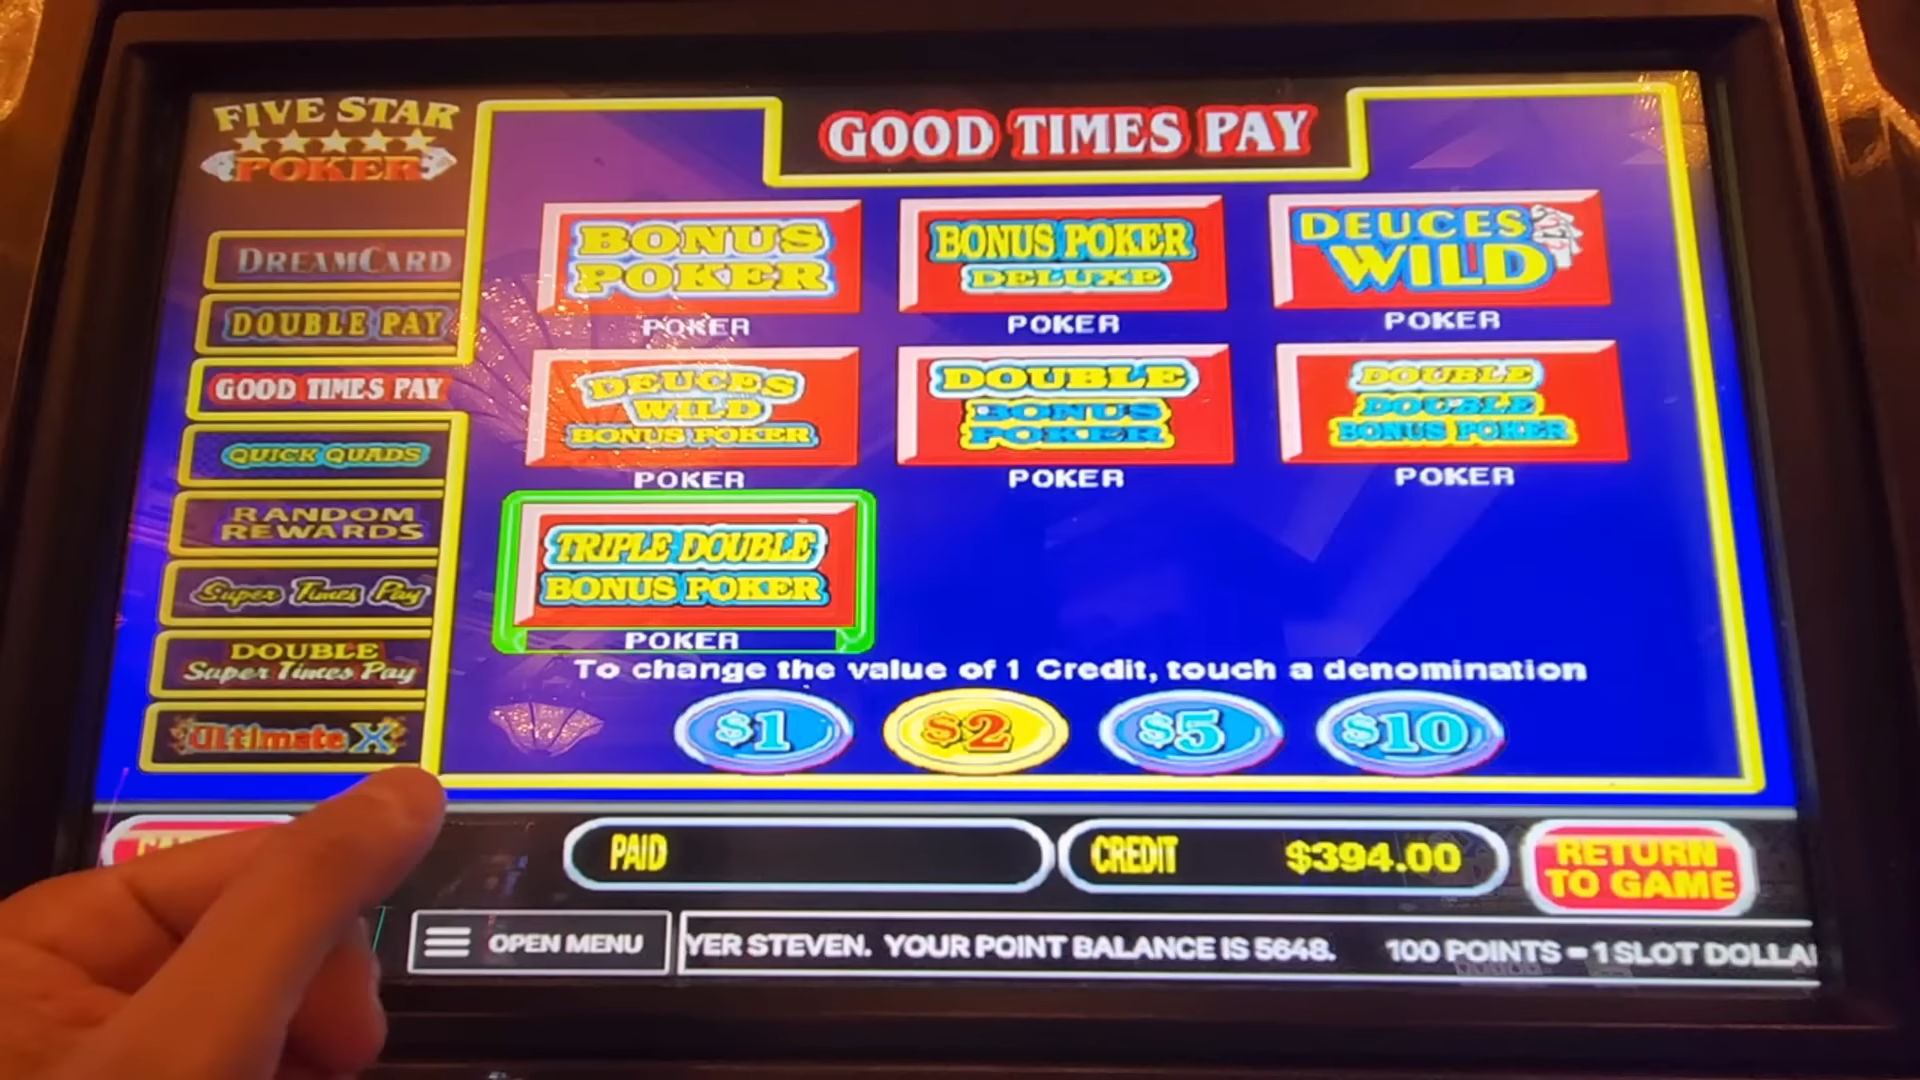 FIVE STAR
POKER
GOOD TIMES PAY
DREAMCARD
DOUBLE PAY
GOOD TIMES PAY
QUICK QUADS
RANDOM
REWARDS
Super Times Pay
DOUBLE
Super Times Pay
Ultimate X
BONUS
POKER
POKER
BONUS POKER
DELUXE
POKER
DEUCES
WILD
POKER
DEUCES
WILD
BONUS POKER
POKER
DOUBLE
BONUS
POKER
POKER
DOUBLE
DOUBLE
BONUS POKER
POKER
TRIPLE DOUBLE
BONUS POKER
POKER
To change the value of 1 Credit, touch a denomination
$1 $2 $5 $10
PAID
CREDIT $394.00
RETURN
TO GAME
OPEN MENU
YER STEVEN. YOUR POINT BALANCE IS 5648. 100 POINTS = 1 SLOT DOLLA